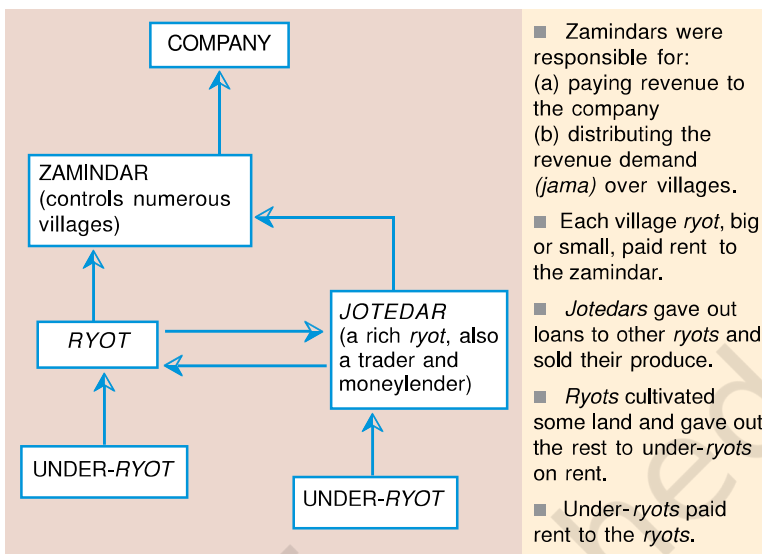 COMPANY
ZAMINDAR
(controls numerous
villages)
RYOT
JOTEDAR
(a rich ryot, also
a trader and
moneylender)
UNDER-RYOT
UNDER-RYOT
■ Zamindars were
responsible for:
(a) paying revenue to
the company
(b) distributing the
revenue demand
(jama) over villages.
■ Each village ryot, big
or small, paid rent to
the zamindar.
■ Jotedars gave out
loans to other ryots and
sold their produce.
■ Ryots cultivated
some land and gave out
the rest to under-ryots
on rent.
■ Under-ryots paid
rent to the ryots.